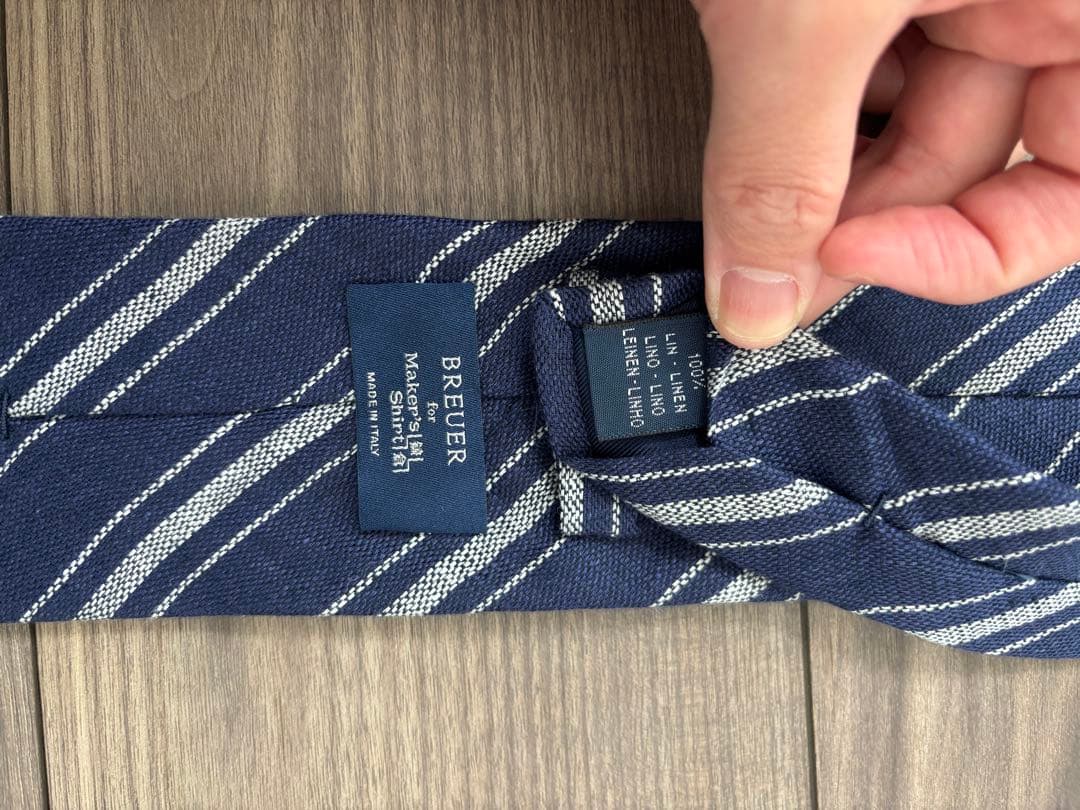 BREUER
for
Maker's 鎌
Shirt 倉
MADE IN ITALY
100%
LIN - LINEN
LINO - LINO
LEINEN - LINHO